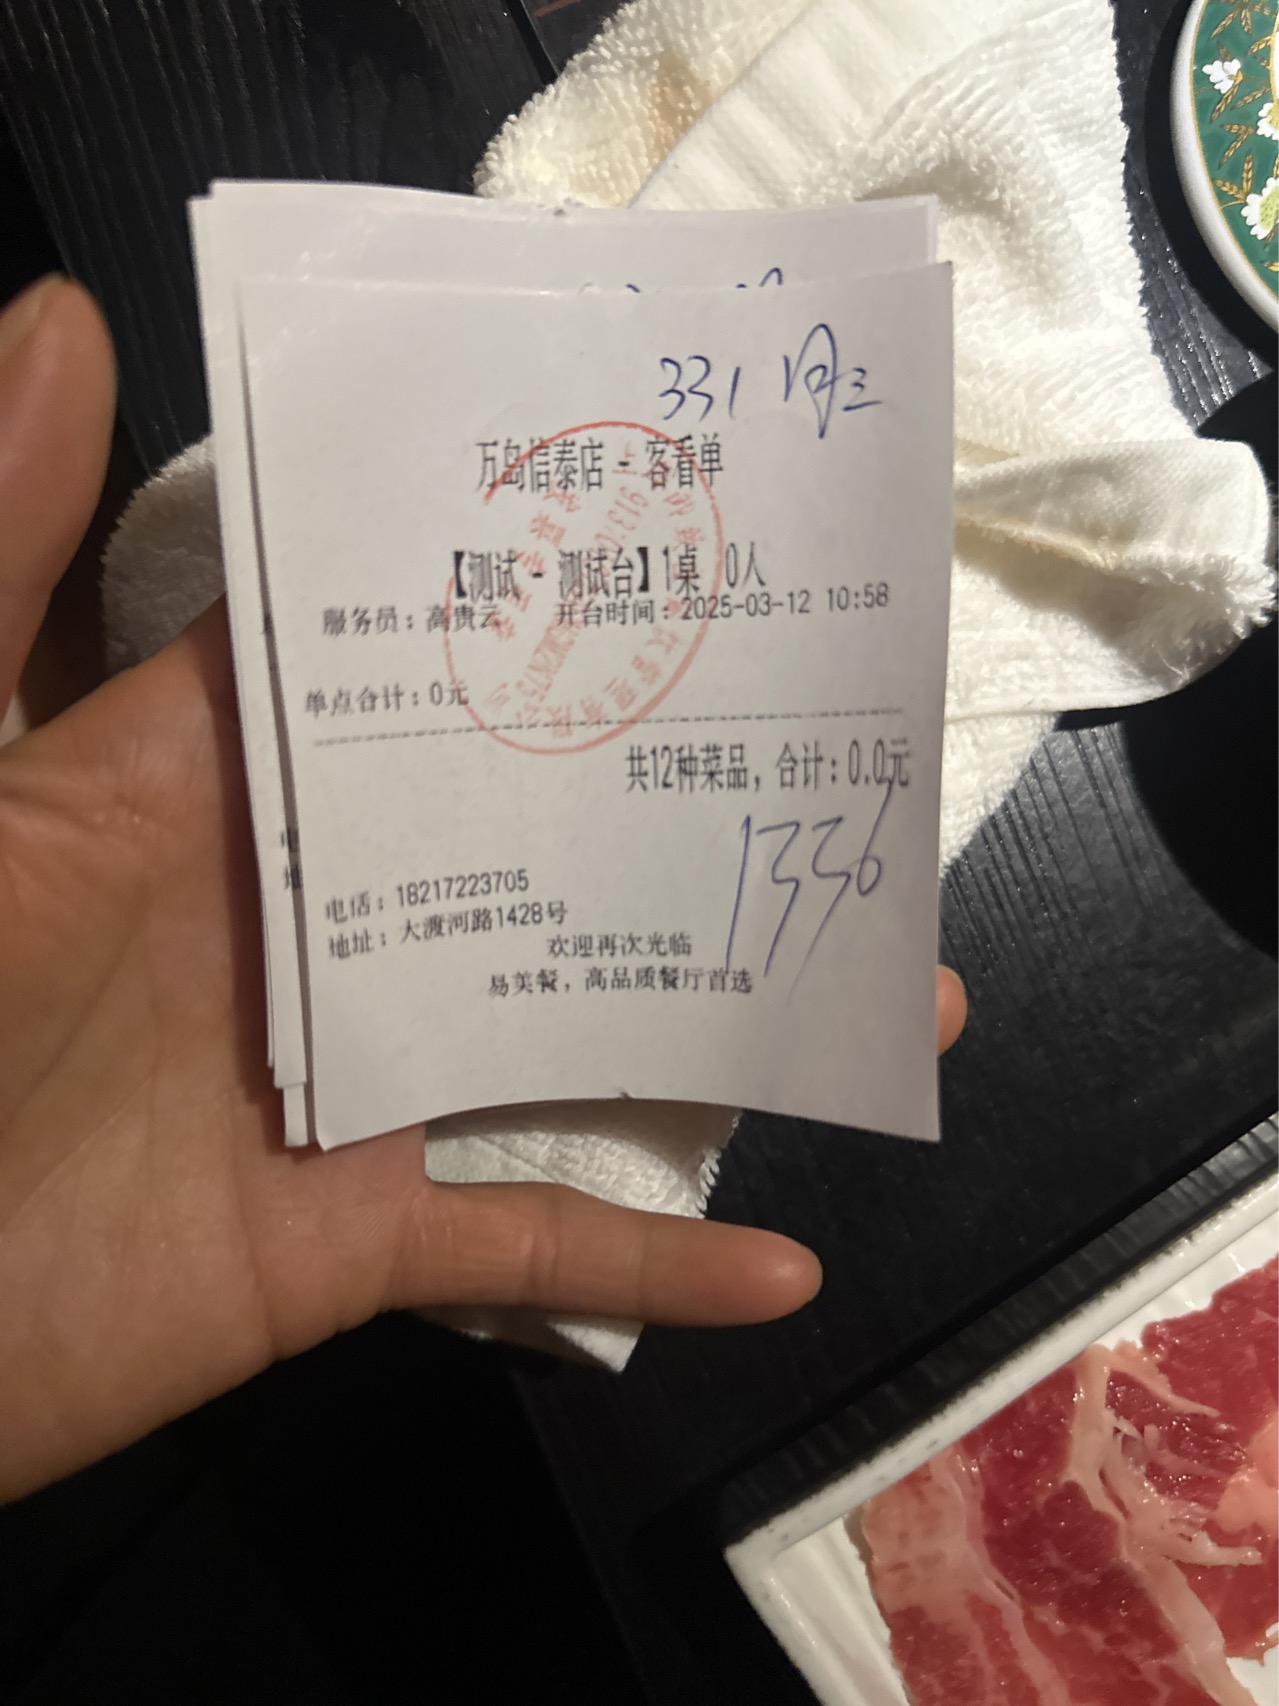 331 周三
万岛信泰店 - 客看单
【测试 - 测试台】1桌 0人
服务员：高贵云 开台时间：2025-03-12 10:58
单点合计：0元
共12种菜品，合计：0.0元
1336
电话：18217223705
地址：大渡河路1428号
欢迎再次光临
易美餐，高品质餐厅首选